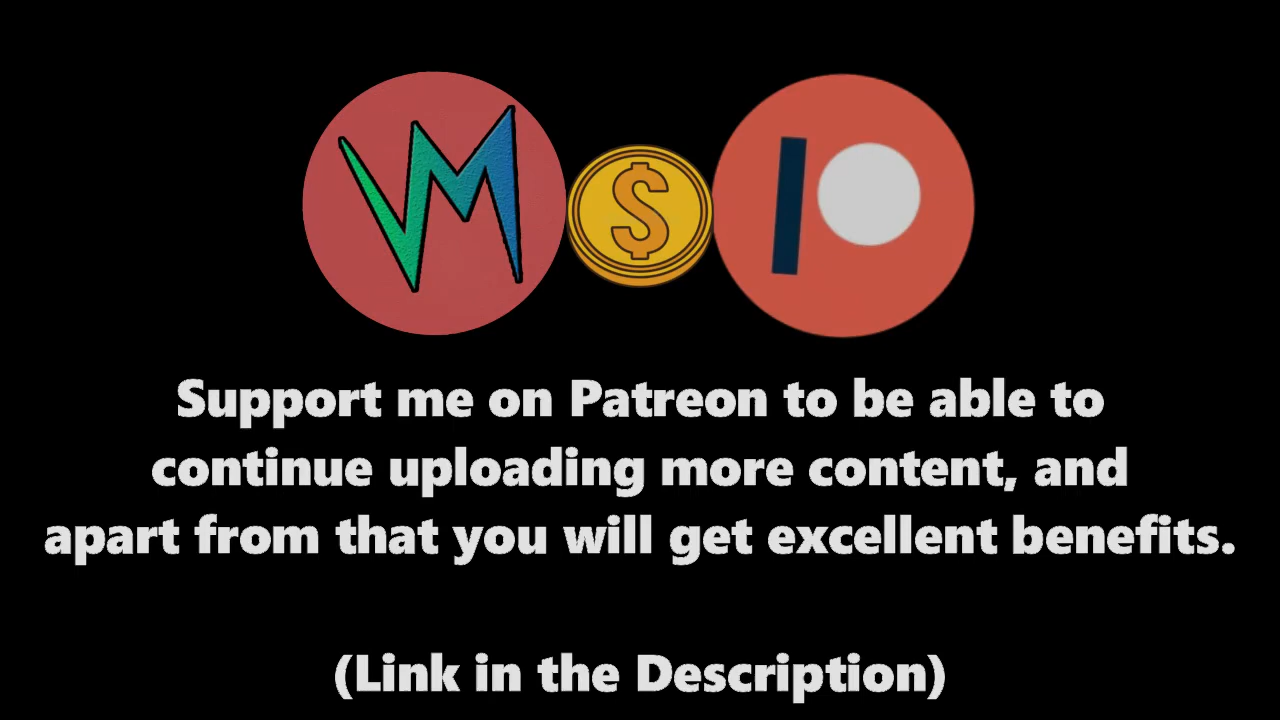 VM
$
Support me on Patreon to be able to
continue uploading more content, and
apart from that you will get excellent benefits.
(Link in the Description)